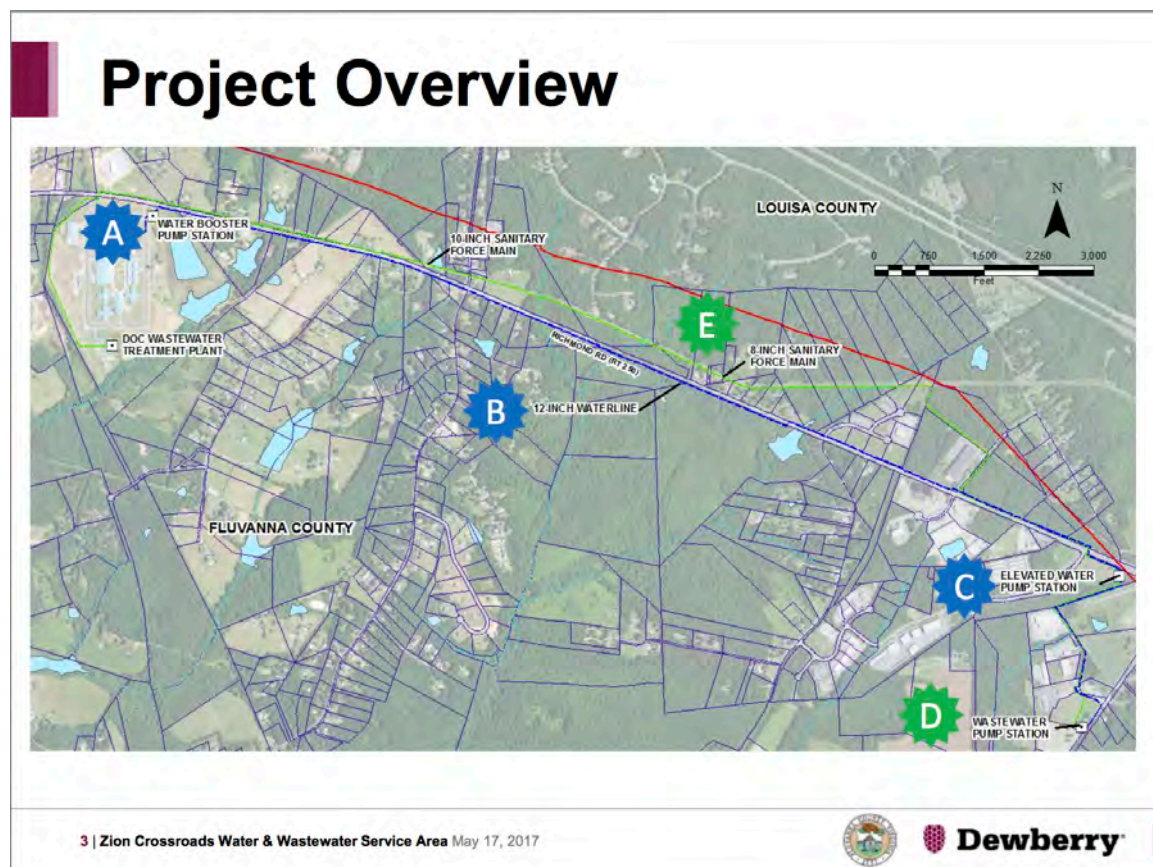 Project Overview
LOUISA COUNTY
N
0 750 1,500 2,250 3,000
Feet
A
WATER BOOSTER
PUMP STATION
10-INCH SANITARY
FORCE MAIN
E
DOC WASTEWATER
TREATMENT PLANT
RICHMOND RD (RT 250)
8-INCH SANITARY
FORCE MAIN
B
12-INCH WATERLINE
FLUVANNA COUNTY
C
ELEVATED WATER
PUMP STATION
D
WASTEWATER
PUMP STATION
3 | Zion Crossroads Water & Wastewater Service Area May 17, 2017
Dewberry